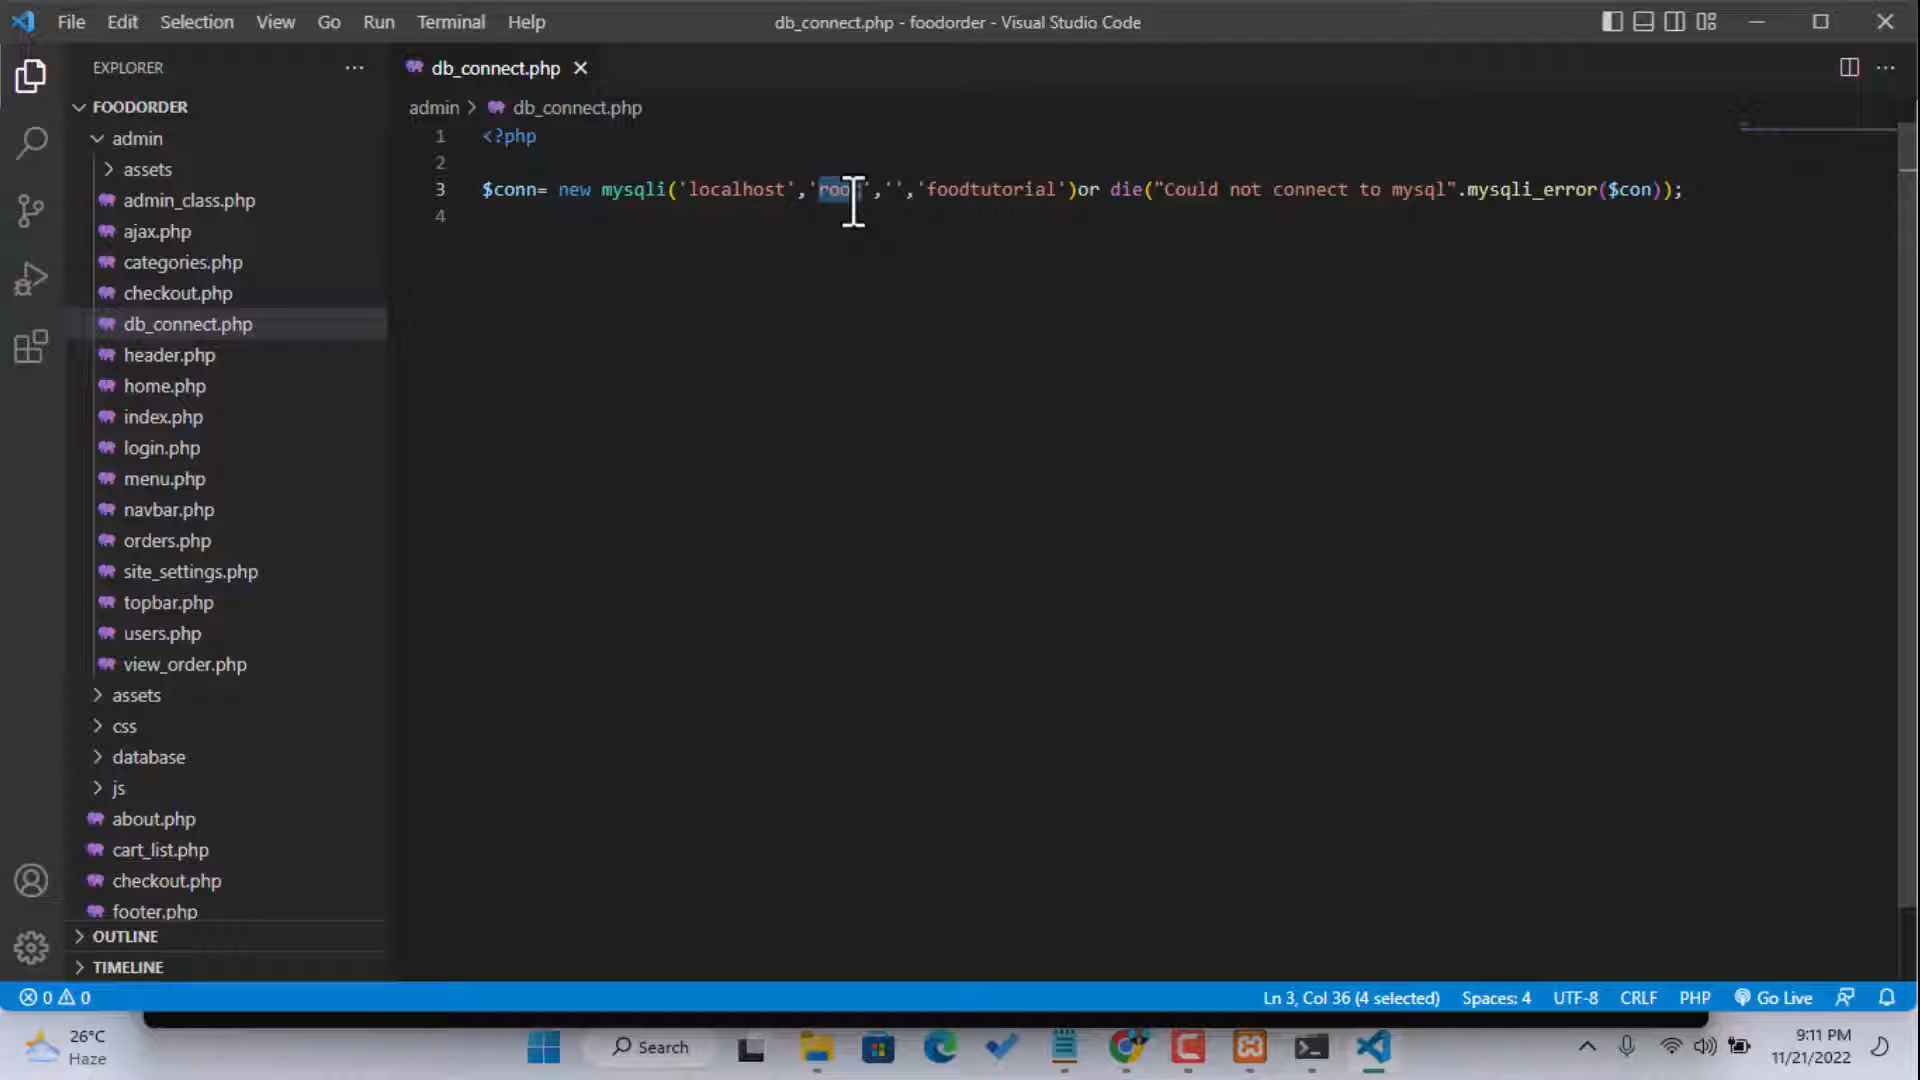 File Edit Selection View Go Run Terminal Help
db_connect.php - foodorder - Visual Studio Code
EXPLORER
FOODORDER
admin
assets
admin_class.php
ajax.php
categories.php
checkout.php
db_connect.php
header.php
home.php
index.php
login.php
menu.php
navbar.php
orders.php
site_settings.php
topbar.php
users.php
view_order.php
assets
css
database
js
about.php
cart_list.php
checkout.php
footer.php
OUTLINE
TIMELINE
db_connect.php
admin > db_connect.php
1 <?php
2
3 $conn= new mysqli('localhost','root','','foodtutorial')or die("Could not connect to mysql".mysqli_error($con));
4
0 0
Ln 3, Col 36 (4 selected) Spaces: 4 UTF-8 CRLF PHP Go Live
26°C
Haze
Search
9:11 PM
11/21/2022